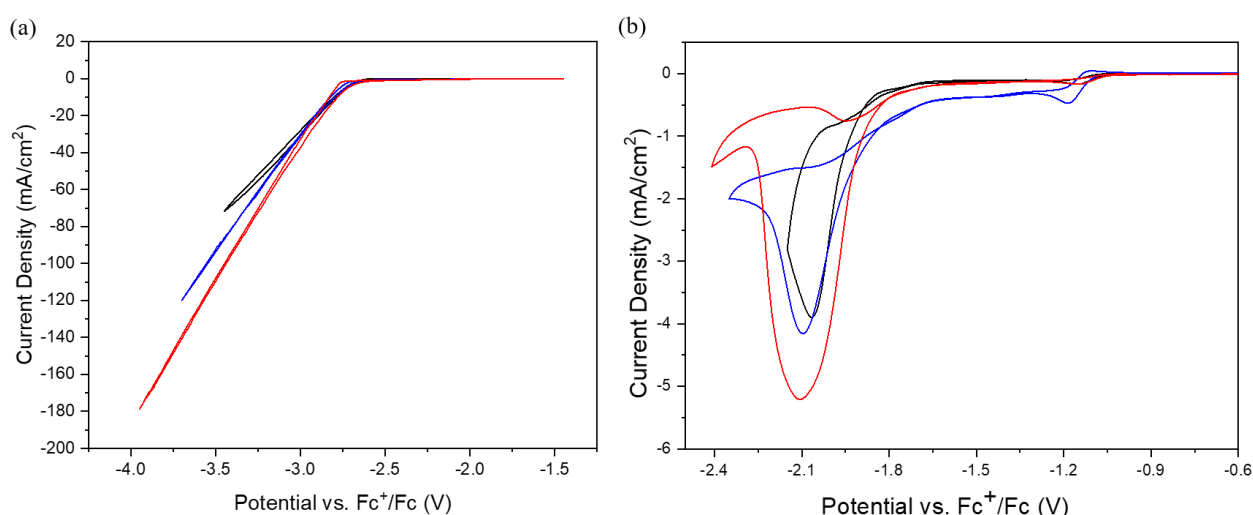 (a)
20
0
-20
-40
-60
-80
-100
-120
-140
-160
-180
-200
-4.0 -3.5 -3.0 -2.5 -2.0 -1.5
Current Density (mA/cm²)
Potential vs. Fc⁺/Fc (V)
(b)
0
-1
-2
-3
-4
-5
-6
-2.4 -2.1 -1.8 -1.5 -1.2 -0.9 -0.6
Current Density (mA/cm²)
Potential vs. Fc⁺/Fc (V)